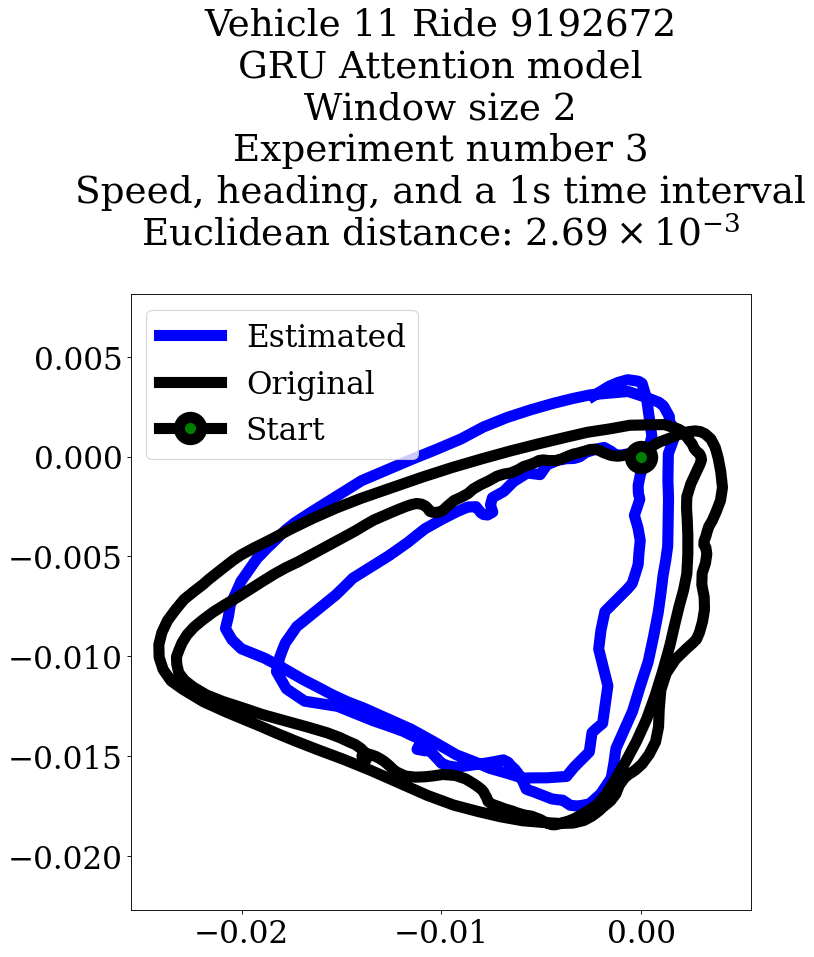 Vehicle 11 Ride 9192672
GRU Attention model
Window size 2
Experiment number 3
Speed, heading, and a 1s time interval
Euclidean distance: 2.69 × 10⁻³
Estimated
Original
Start
0.005
0.000
−0.005
−0.010
−0.015
−0.020
−0.02
−0.01
0.00